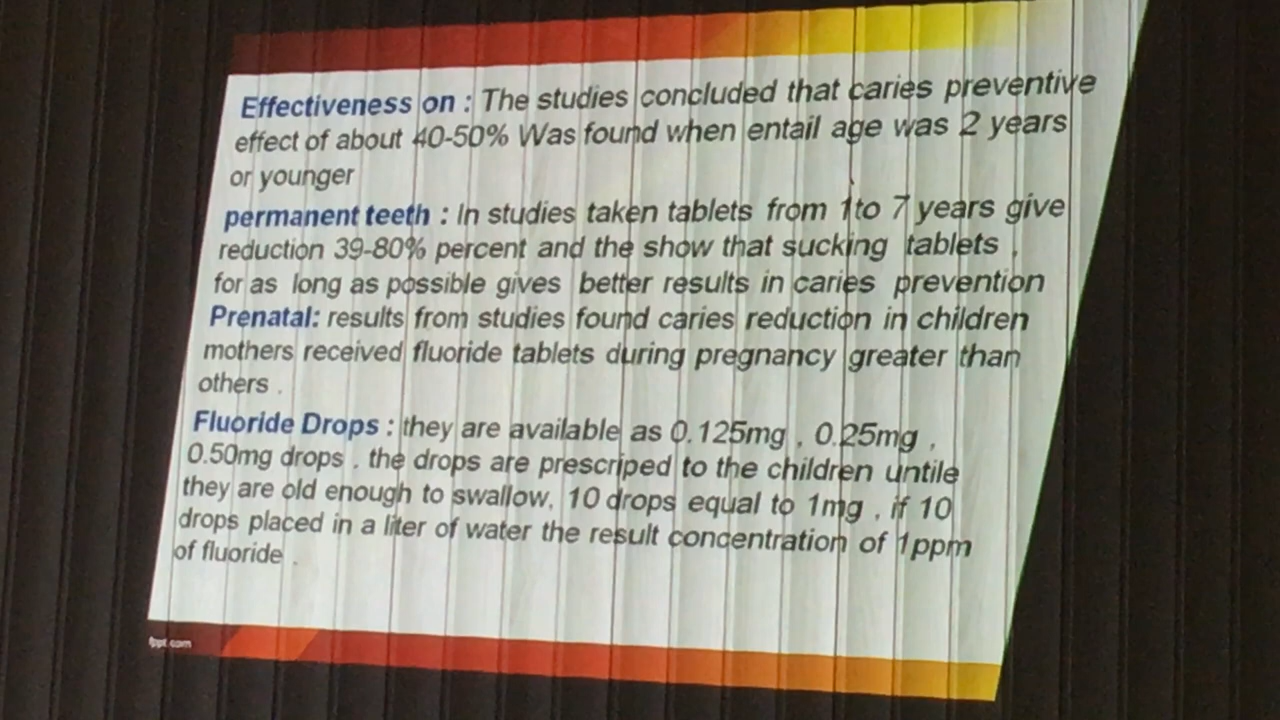 Effectiveness on : The studies concluded that caries preventive
effect of about 40-50% Was found when entail age was 2 years
or younger
permanent teeth : In studies taken tablets from 1to 7 years give
reduction 39-80% percent and the show that sucking tablets ,
for as long as possible gives better results in caries prevention
Prenatal: results from studies found caries reduction in children
mothers received fluoride tablets during pregnancy greater than
others .
Fluoride Drops : they are available as 0.125mg , 0.25mg ,
0.50mg drops . the drops are prescriped to the children untile
they are old enough to swallow, 10 drops equal to 1mg , if 10
drops placed in a liter of water the result concentration of 1ppm
of fluoride .
fppt.com